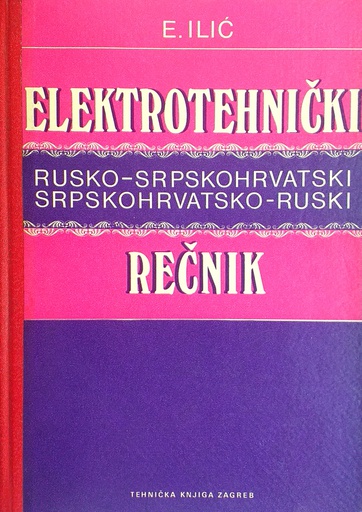 E. ILIĆ
ELEKTROTEHNIČKI
RUSKO-SRPSKOHRVATSKI
SRPSKOHRVATSKO-RUSKI
REČNIK
TEHNIČKA KNJIGA ZAGREB